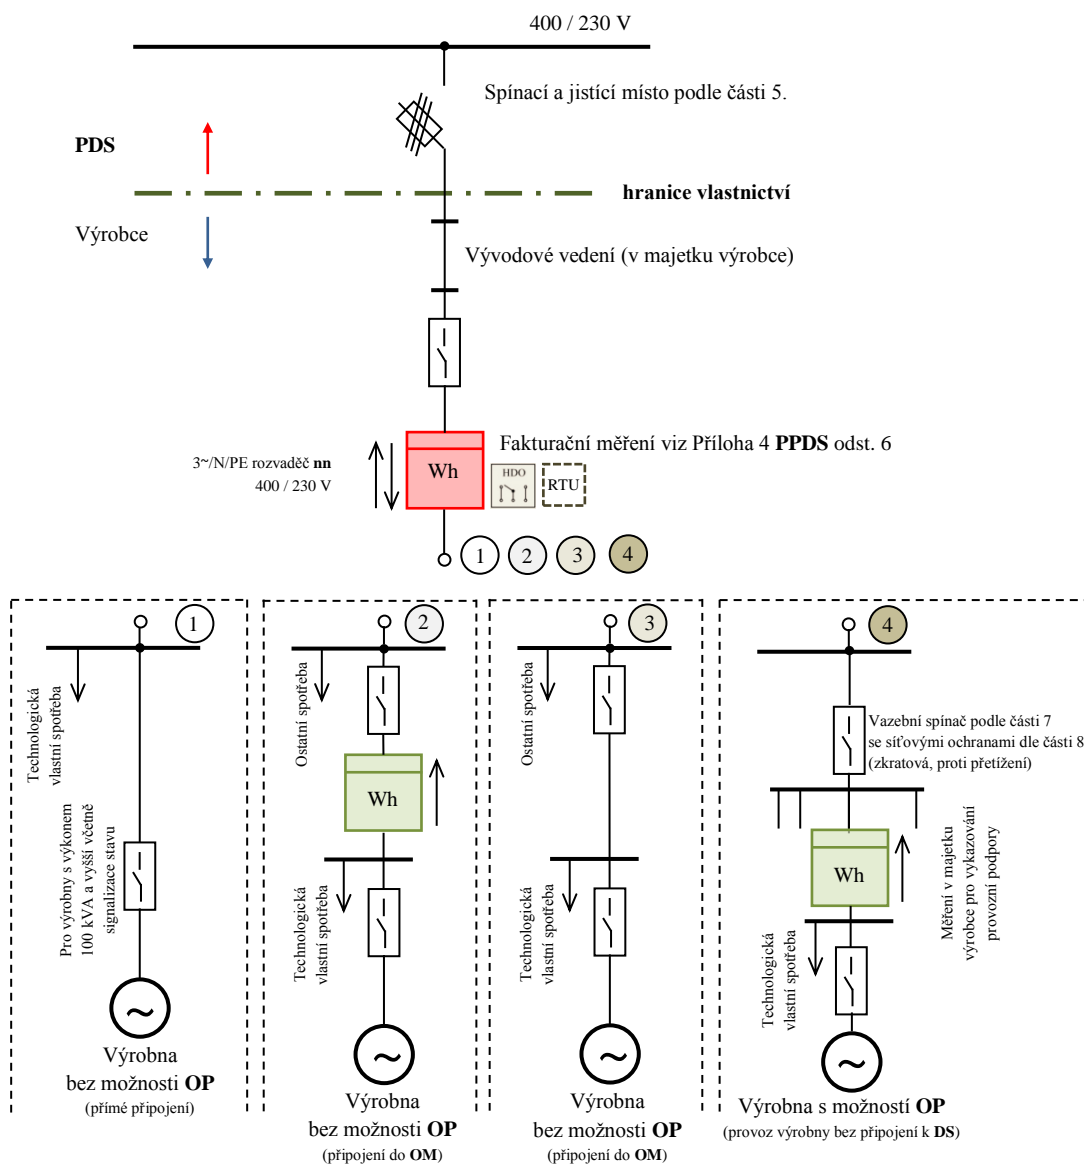 400 / 230 V
Spínací a jistící místo podle části 5.
PDS
hranice vlastnictví
Výrobce
Vývodové vedení (v majetku výrobce)
Fakturační měření viz Příloha 4 PPDS odst. 6
3~/N/PE rozvaděč nn
400 / 230 V
Wh
HDO
RTU
1
2
3
4
1
Technologická
vlastní spotřeba
Pro výrobny s výkonem
100 kVA a vyšší včetně
signalizace stavu
~
Výrobna
bez možnosti OP
(přímé připojení)
2
Ostatní spotřeba
Wh
Technologická
vlastní spotřeba
~
Výrobna
bez možnosti OP
(připojení do OM)
3
Ostatní spotřeba
Technologická
vlastní spotřeba
~
Výrobna
bez možnosti OP
(připojení do OM)
4
Vazební spínač podle části 7
se síťovými ochranami dle části 8
(zkratová, proti přetížení)
Wh
Měření v majetku
výrobce pro vykazování
provozní podpory
Technologická
vlastní spotřeba
~
Výrobna s možností OP
(provoz výrobny bez připojení k DS)